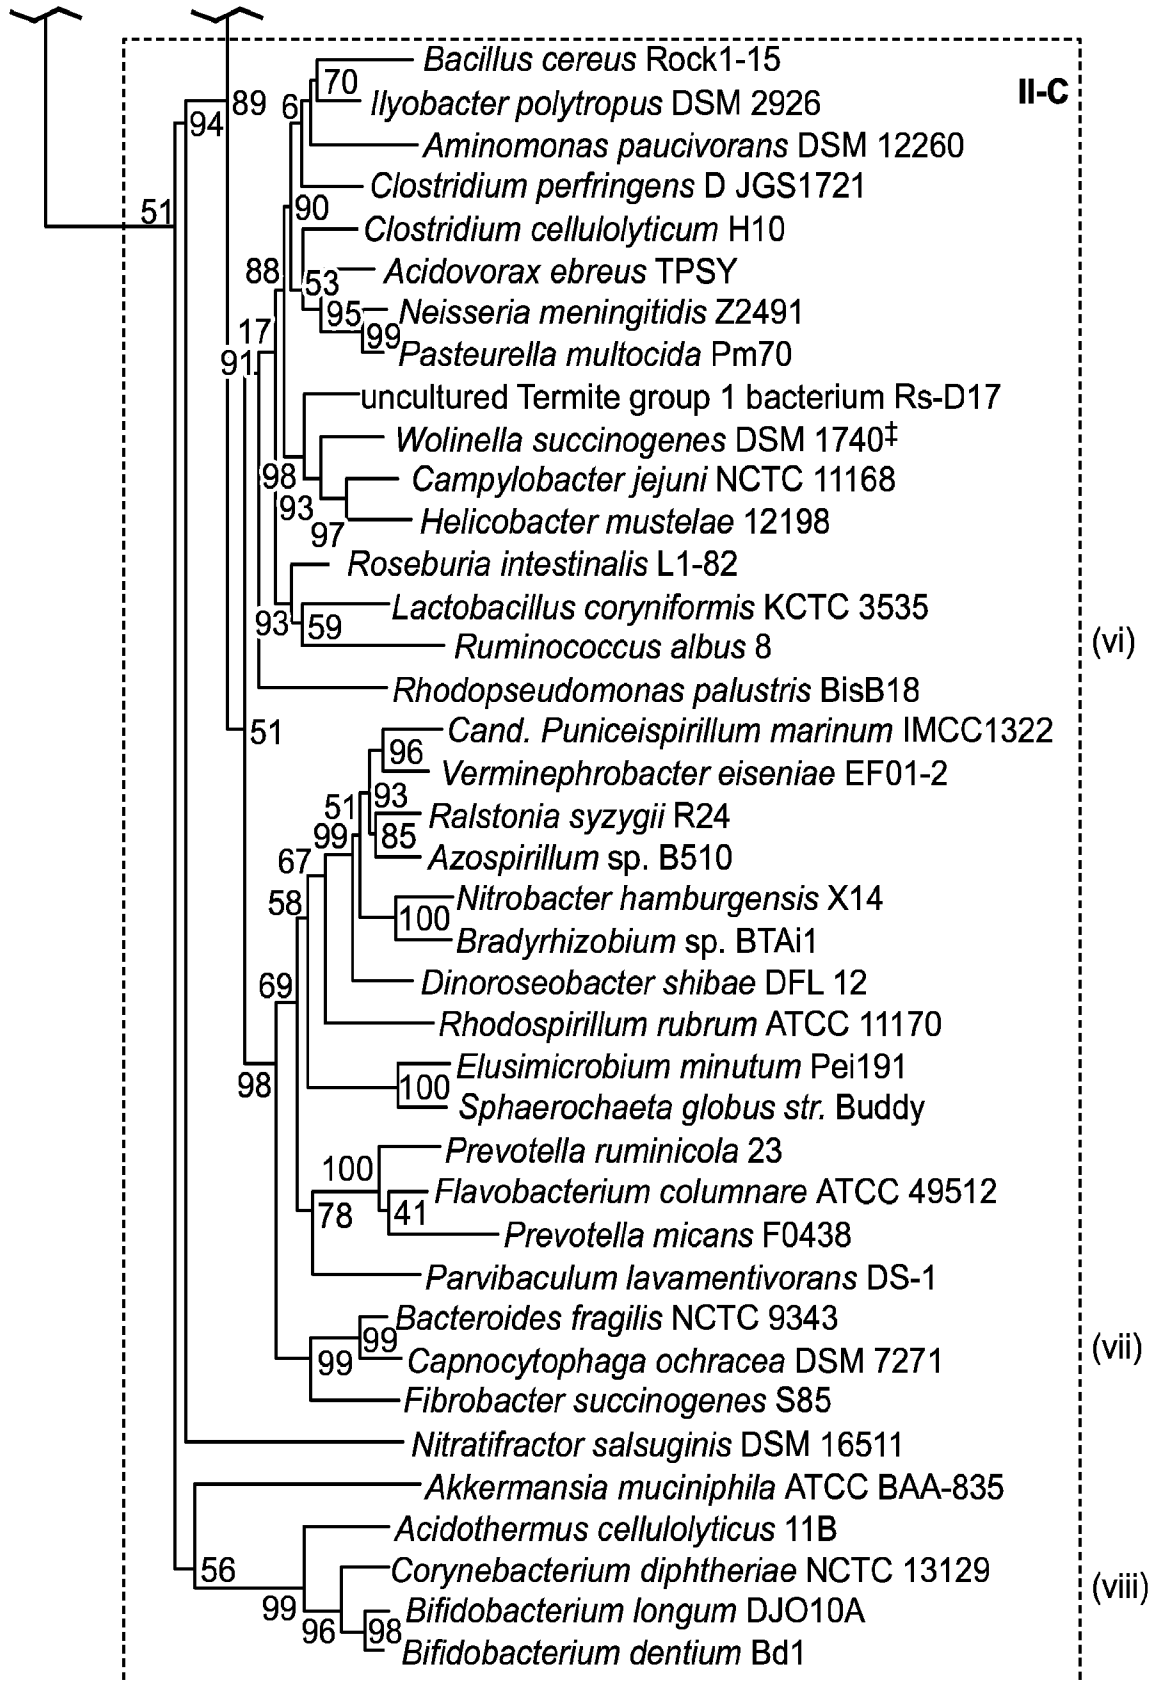 Bacillus cereus Rock1-15
70
II-C
6
89
Ilyobacter polytropus DSM 2926
94
Aminomonas paucivorans DSM 12260
Clostridium perfringens D JGS1721
51
90
Clostridium cellulolyticum H10
88
53
Acidovorax ebreus TPSY
95
Neisseria meningitidis Z2491
17
99
91
Pasteurella multocida Pm70
uncultured Termite group 1 bacterium Rs-D17
Wolinella succinogenes DSM 1740‡
98
Campylobacter jejuni NCTC 11168
93
97
Helicobacter mustelae 12198
Roseburia intestinalis L1-82
Lactobacillus coryniformis KCTC 3535
93
59
(vi)
Ruminococcus albus 8
Rhodopseudomonas palustris BisB18
51
Cand. Puniceispirillum marinum IMCC1322
96
Verminephrobacter eiseniae EF01-2
51
93
Ralstonia syzygii R24
99
85
67
Azospirillum sp. B510
58
Nitrobacter hamburgensis X14
100
Bradyrhizobium sp. BTAi1
69
Dinoroseobacter shibae DFL 12
Rhodospirillum rubrum ATCC 11170
98
Elusimicrobium minutum Pei191
100
Sphaerochaeta globus str. Buddy
Prevotella ruminicola 23
100
Flavobacterium columnare ATCC 49512
78
41
Prevotella micans F0438
Parvibaculum lavamentivorans DS-1
Bacteroides fragilis NCTC 9343
99
(vii)
99
Capnocytophaga ochracea DSM 7271
Fibrobacter succinogenes S85
Nitratifractor salsuginis DSM 16511
Akkermansia muciniphila ATCC BAA-835
Acidothermus cellulolyticus 11B
56
Corynebacterium diphtheriae NCTC 13129
(viii)
99
Bifidobacterium longum DJO10A
96
98
Bifidobacterium dentium Bd1